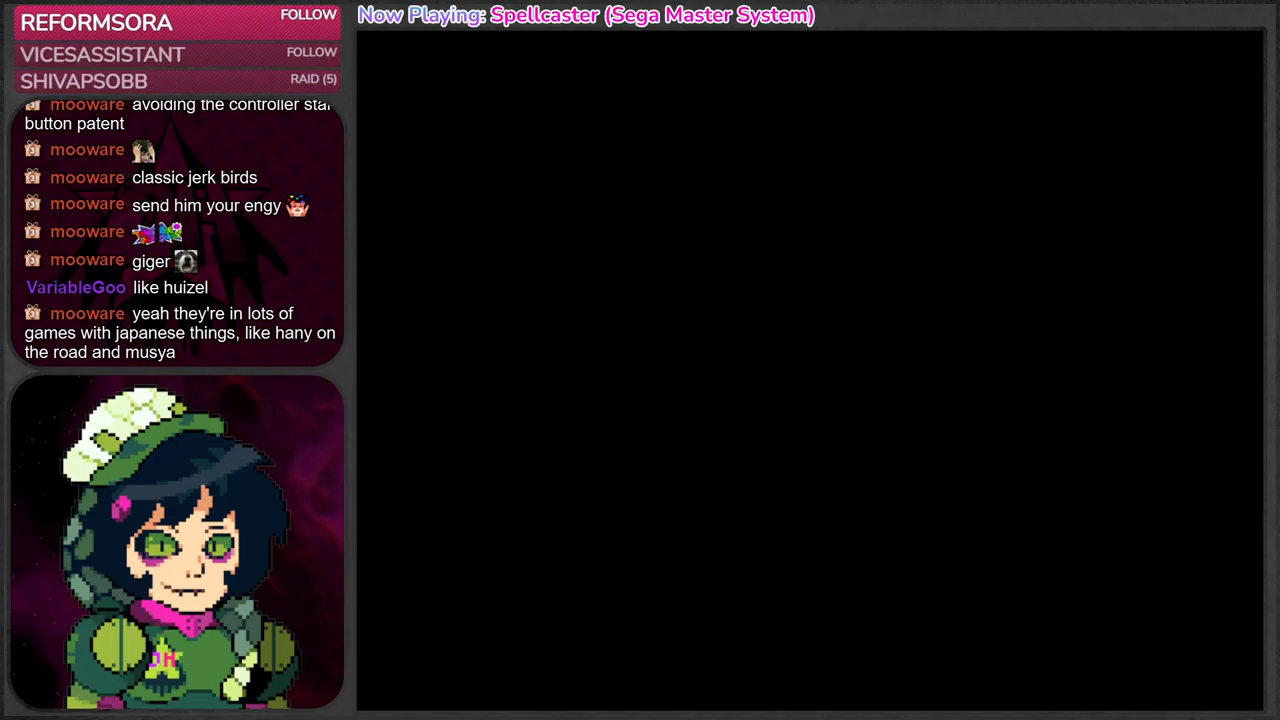 REFORMSORA FOLLOW
VICESASSISTANT FOLLOW
SHIVAPSOBB RAID (5)
Now Playing: Spellcaster (Sega Master System)
mooware avoiding the controller start
button patent
mooware
mooware classic jerk birds
mooware send him your engy
mooware
mooware giger
VariableGoo like huizel
mooware yeah they're in lots of
games with japanese things, like hany on
the road and musya